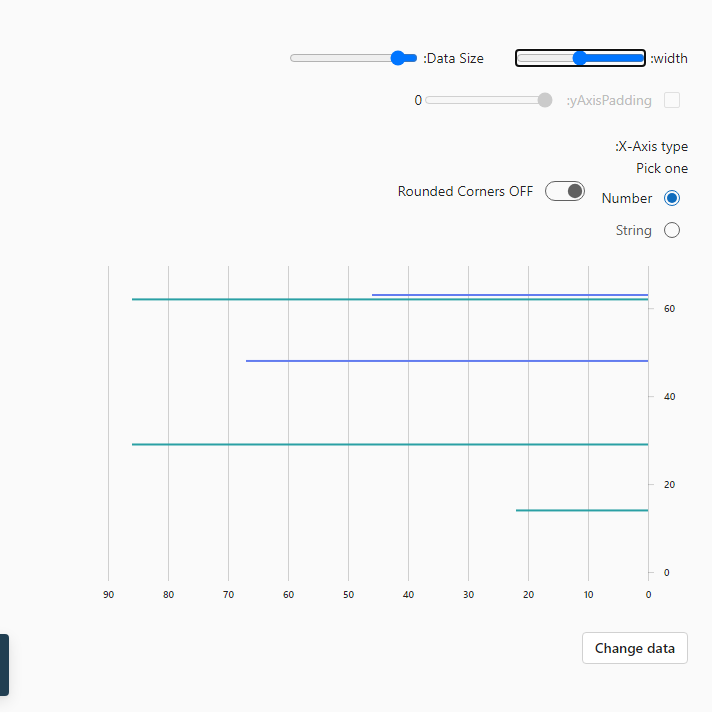 :width
:Data Size
:yAxisPadding
0
:X-Axis type
Pick one
Number
Rounded Corners OFF
String
60
40
20
0
90 80 70 60 50 40 30 20 10 0
Change data